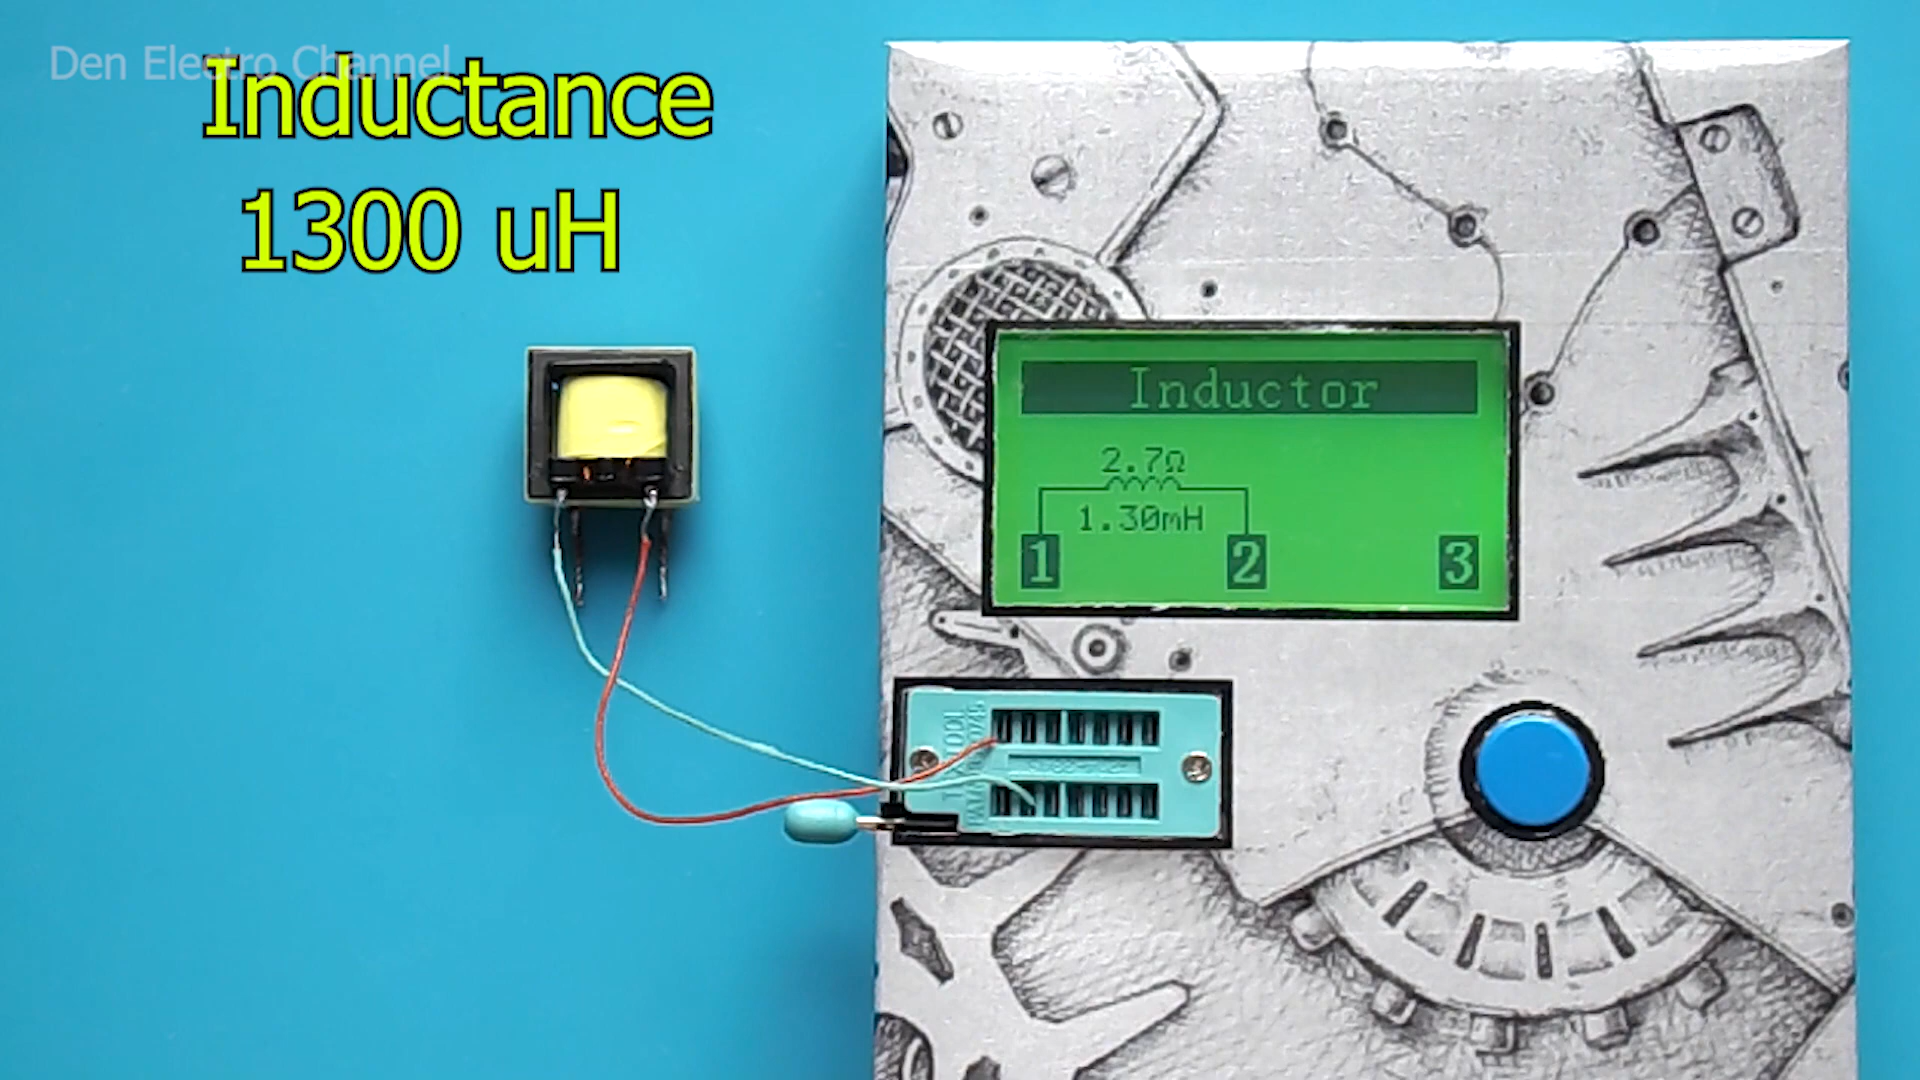 Den Electro Channel
Inductance
1300 uH
Inductor
2.7Ω
1.30mH
1 2 3